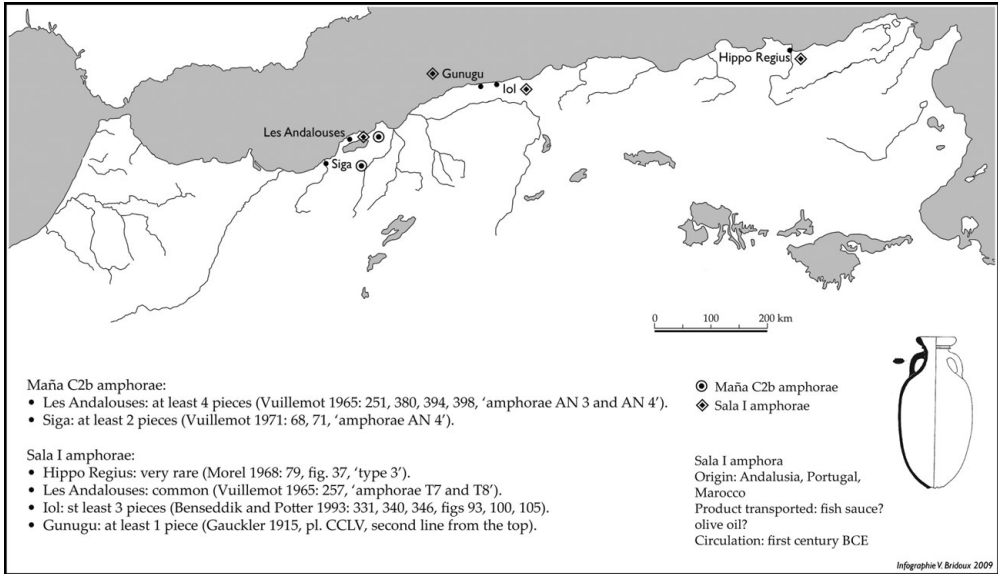 Hippo Regius
Gunugu
Iol
Les Andalouses
Siga
0 100 200 km
Maña C2b amphorae:
• Les Andalouses: at least 4 pieces (Vuillemot 1965: 251, 380, 394, 398, ‘amphorae AN 3 and AN 4’).
• Siga: at least 2 pieces (Vuillemot 1971: 68, 71, ‘amphorae AN 4’).
Sala I amphorae:
• Hippo Regius: very rare (Morel 1968: 79, fig. 37, ‘type 3’).
• Les Andalouses: common (Vuillemot 1965: 257, ‘amphorae T7 and T8’).
• Iol: st least 3 pieces (Benseddik and Potter 1993: 331, 340, 346, figs 93, 100, 105).
• Gunugu: at least 1 piece (Gauckler 1915, pl. CCLV, second line from the top).
Maña C2b amphorae
Sala I amphorae
Sala I amphora
Origin: Andalusia, Portugal,
Marocco
Product transported: fish sauce?
olive oil?
Circulation: first century BCE
Infographie V. Bridoux 2009